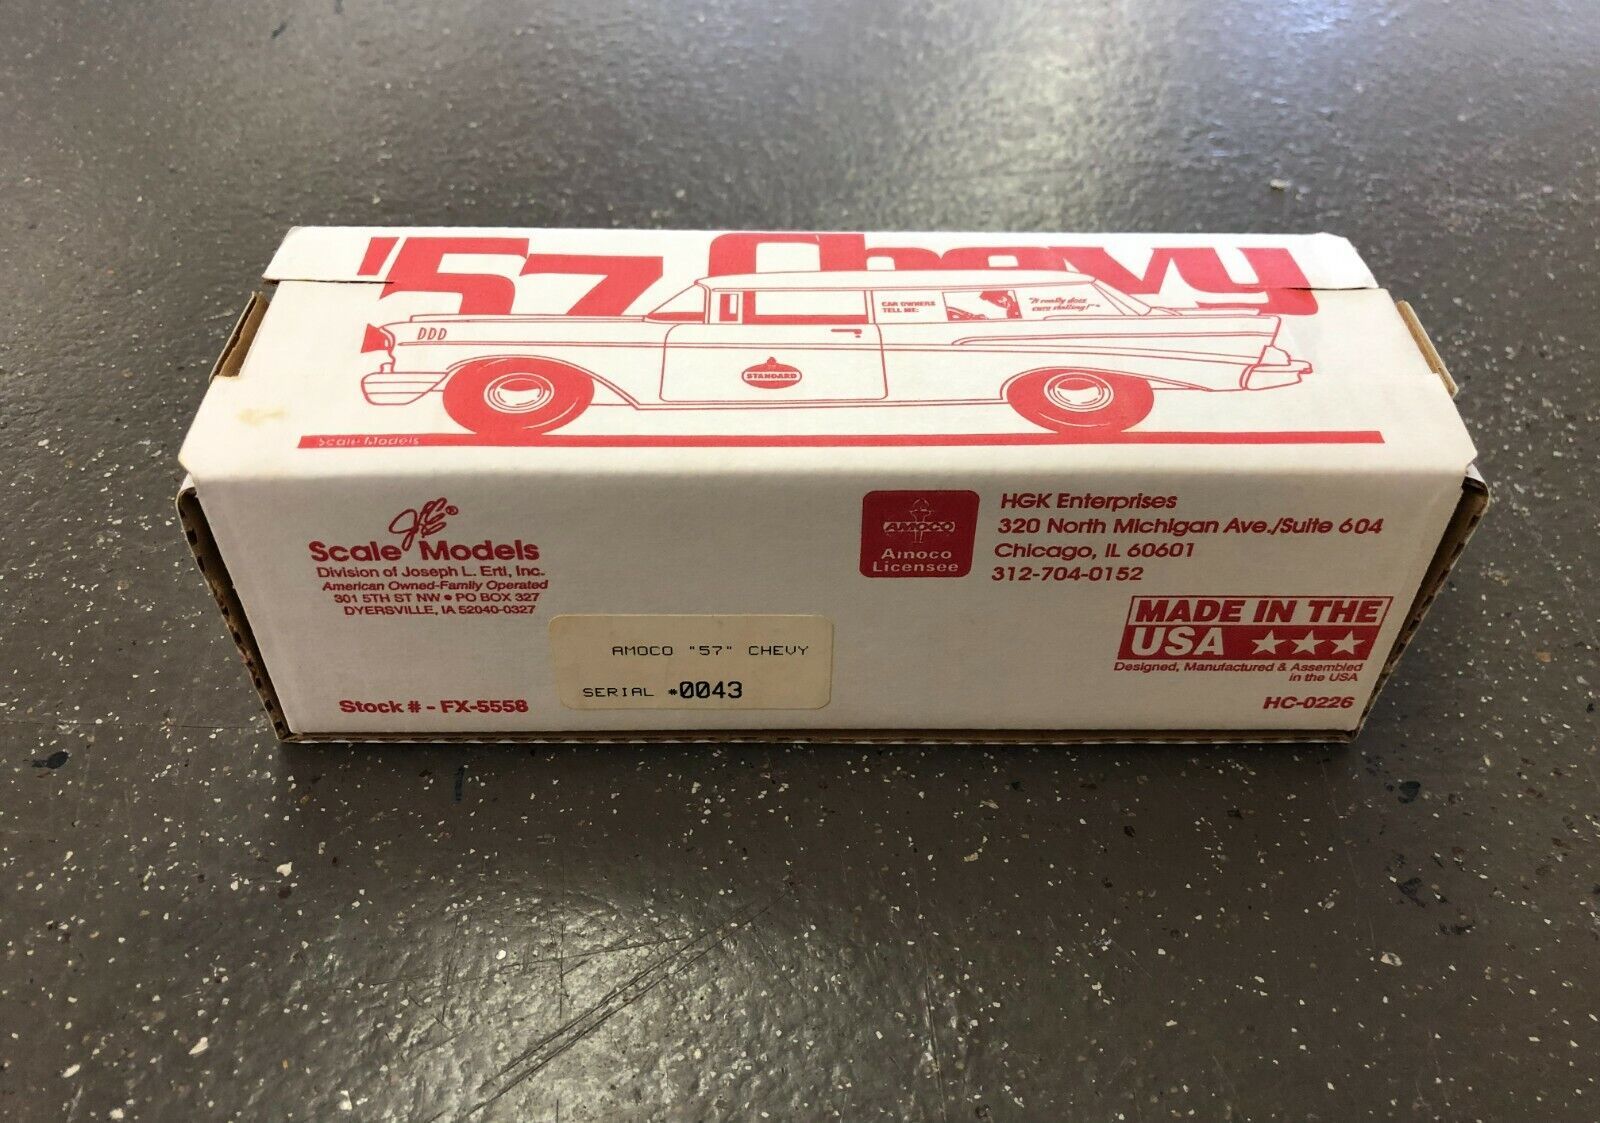 '57 Chevy
CAR OWNERS
TELL ME:
"It really does
cure stalling!"
STANDARD
Scale Models
JLE®
Scale Models
Division of Joseph L. Ertl, Inc.
American Owned-Family Operated
301 5TH ST NW • PO BOX 327
DYERSVILLE, IA 52040-0327
Stock # - FX-5558
AMOCO "57" CHEVY
SERIAL #0043
AMOCO
Amoco
Licensee
HGK Enterprises
320 North Michigan Ave./Suite 604
Chicago, IL 60601
312-704-0152
MADE IN THE
USA ★★★
Designed, Manufactured & Assembled
in the USA
HC-0226